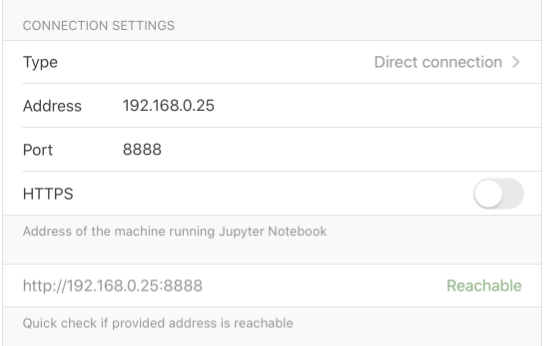 CONNECTION SETTINGS
Type Direct connection >
Address 192.168.0.25
Port 8888
HTTPS
Address of the machine running Jupyter Notebook
http://192.168.0.25:8888 Reachable
Quick check if provided address is reachable